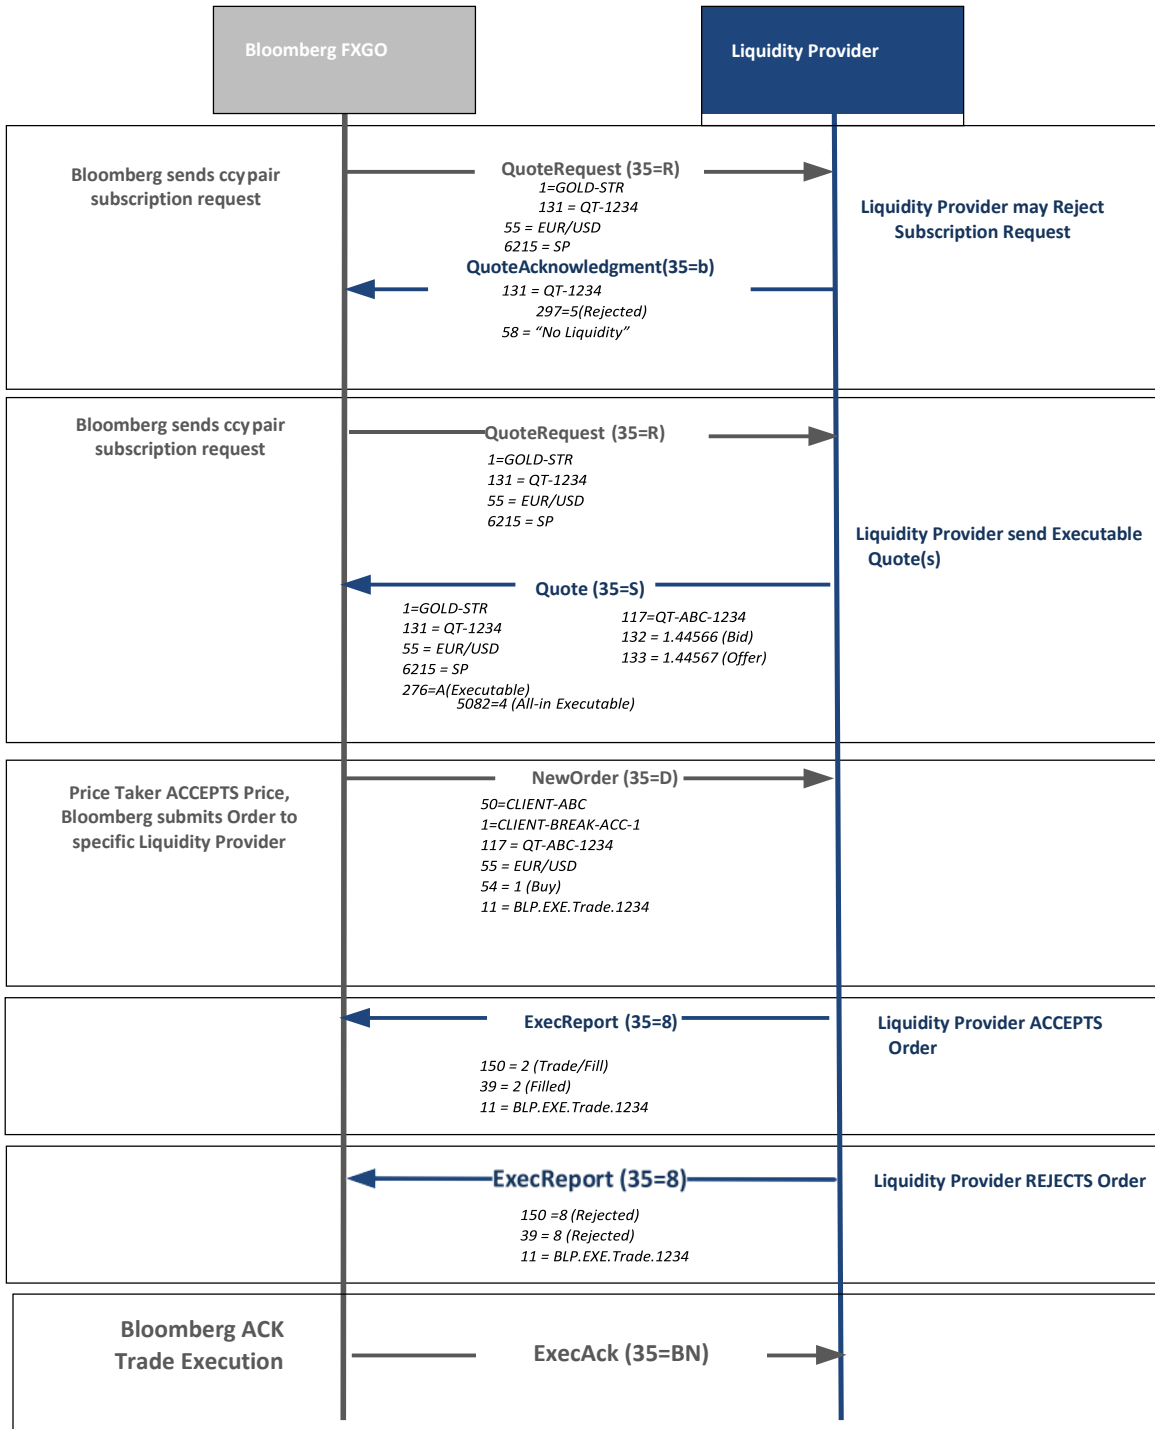 Bloomberg FXGO
Liquidity Provider
Bloomberg sends ccypair
subscription request
QuoteRequest (35=R)
1=GOLD-STR
131 = QT-1234
55 = EUR/USD
6215 = SP
Liquidity Provider may Reject
Subscription Request
QuoteAcknowledgment(35=b)
131 = QT-1234
297=5(Rejected)
58 = “No Liquidity”
Bloomberg sends ccypair
subscription request
QuoteRequest (35=R)
1=GOLD-STR
131 = QT-1234
55 = EUR/USD
6215 = SP
Liquidity Provider send Executable
Quote(s)
Quote (35=S)
1=GOLD-STR
131 = QT-1234
55 = EUR/USD
6215 = SP
276=A(Executable)
5082=4 (All-in Executable)
117=QT-ABC-1234
132 = 1.44566 (Bid)
133 = 1.44567 (Offer)
Price Taker ACCEPTS Price,
Bloomberg submits Order to
specific Liquidity Provider
NewOrder (35=D)
50=CLIENT-ABC
1=CLIENT-BREAK-ACC-1
117 = QT-ABC-1234
55 = EUR/USD
54 = 1 (Buy)
11 = BLP.EXE.Trade.1234
ExecReport (35=8)
Liquidity Provider ACCEPTS
Order
150 = 2 (Trade/Fill)
39 = 2 (Filled)
11 = BLP.EXE.Trade.1234
ExecReport (35=8)
Liquidity Provider REJECTS Order
150 =8 (Rejected)
39 = 8 (Rejected)
11 = BLP.EXE.Trade.1234
Bloomberg ACK
Trade Execution
ExecAck (35=BN)